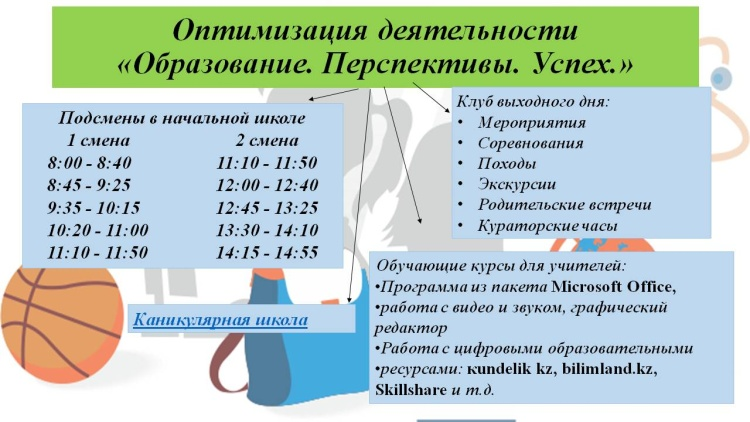 Оптимизация деятельности
«Образование. Перспективы. Успех.»
Подсмены в начальной школе
1 смена 2 смена
8:00 - 8:40 11:10 - 11:50
8:45 - 9:25 12:00 - 12:40
9:35 - 10:15 12:45 - 13:25
10:20 - 11:00 13:30 - 14:10
11:10 - 11:50 14:15 - 14:55
Клуб выходного дня:
• Мероприятия
• Соревнования
• Походы
• Экскурсии
• Родительские встречи
• Кураторские часы
Каникулярная школа
Обучающие курсы для учителей:
•Программа из пакета Microsoft Office,
•работа с видео и звуком, графический
редактор
•Работа с цифровыми образовательными
•ресурсами: кundelik kz, bilimland.kz,
Skillshare и т.д.